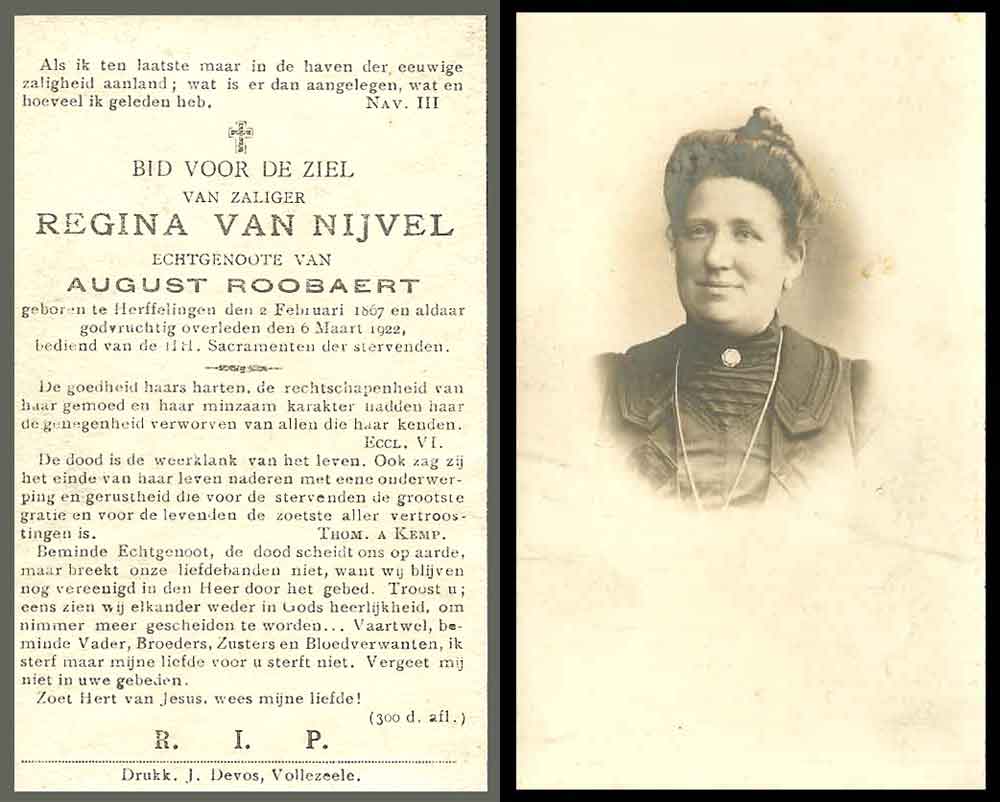 Als ik ten laatste maar in de haven der eeuwige
zaligheid aanland ; wat is er dan aangelegen, wat en
hoeveel ik geleden heb. NAV. III
BID VOOR DE ZIEL
VAN ZALIGER
REGINA VAN NIJVEL
ECHTGENOOTE VAN
AUGUST ROOBAERT
geboren te Herffelingen den 2 Februari 1867 en aldaar
godvruchtig overleden den 6 Maart 1922,
bediend van de HH. Sacramenten der stervenden.
De goedheid haars harten, de rechtschapenheid van
haar gemoed en haar minzaam karakter hadden haar
de genegenheid verworven van allen die haar kenden.
ECCL. VI.
De dood is de weerklank van het leven. Ook zag zij
het einde van haar leven naderen met eene onderwer-
ping en gerustheid die voor de stervenden de grootste
gratie en voor de levenden de zoetste aller vertroos-
tingen is. THOM. A KEMP.
Beminde Echtgenoot, de dood scheidt ons op aarde,
maar breekt onze liefdebanden niet, want wij blijven
nog vereenigd in den Heer door het gebed. Troost u ;
eens zien wij elkander weder in Gods heerlijkheid, om
nimmer meer gescheiden te worden... Vaartwel, be-
minde Vader, Broeders, Zusters en Bloedverwanten, ik
sterf maar mijne liefde voor u sterft niet. Vergeet mij
niet in uwe gebeden.
Zoet Hert van Jesus, wees mijne liefde !
(300 d. afl.)
R. I. P.
Drukk. J. Devos, Vollezeele.